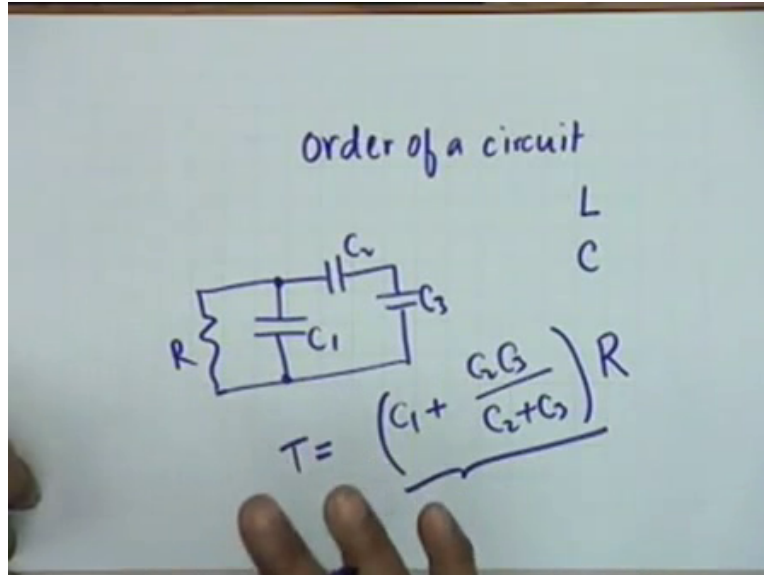 Order of a circuit
L
C
C₂
C₃
R
C₁
T = (C₁ + C₂C₃ / C₂+C₃) R